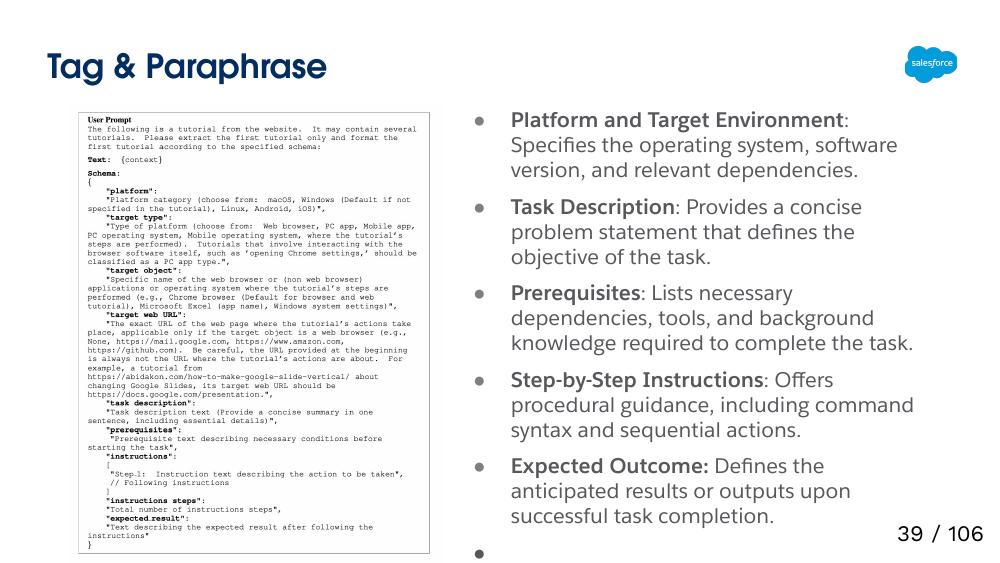 Tag & Paraphrase
salesforce
User Prompt
The following is a tutorial from the website. It may contain several
tutorials. Please extract the first tutorial only and format the
first tutorial according to the specified schema:
Text: {context}
Schema:
{
"platform":
"Platform category (choose from: macOS, Windows (Default if not
specified in the tutorial), Linux, Android, iOS)",
"target type":
"Type of platform (choose from: Web browser, PC app, Mobile app,
PC operating system, Mobile operating system, where the tutorial's
steps are performed). Tutorials that involve interacting with the
browser software itself, such as 'opening Chrome settings,' should be
classified as a PC app type.",
"target object":
"Specific name of the web browser or (non web browser)
applications or operating system where the tutorial's steps are
performed (e.g., Chrome browser (Default for browser and web
tutorial), Microsoft Excel (app name), Windows system settings)",
"target web URL":
"The exact URL of the web page where the tutorial's actions take
place, applicable only if the target object is a web browser (e.g.,
None, https://mail.google.com, https://www.amazon.com,
https://github.com). Be careful, the URL provided at the beginning
is always not the URL where the tutorial's actions are about. For
example, a tutorial from
https://abidakon.com/how-to-make-google-slide-vertical/ about
changing Google Slides, its target web URL should be
https://docs.google.com/presentation.",
"task description":
"Task description text (Provide a concise summary in one
sentence, including essential details)",
"prerequisites":
"Prerequisite text describing necessary conditions before
starting the task",
"instructions":
[
"Step_1: Instruction text describing the action to be taken",
// Following instructions
]
"instructions steps":
"Total number of instructions steps",
"expected_result":
"Text describing the expected result after following the
instructions"
}
● Platform and Target Environment:
Specifies the operating system, software
version, and relevant dependencies.
● Task Description: Provides a concise
problem statement that defines the
objective of the task.
● Prerequisites: Lists necessary
dependencies, tools, and background
knowledge required to complete the task.
● Step-by-Step Instructions: Offers
procedural guidance, including command
syntax and sequential actions.
● Expected Outcome: Defines the
anticipated results or outputs upon
successful task completion.
●
39 / 106